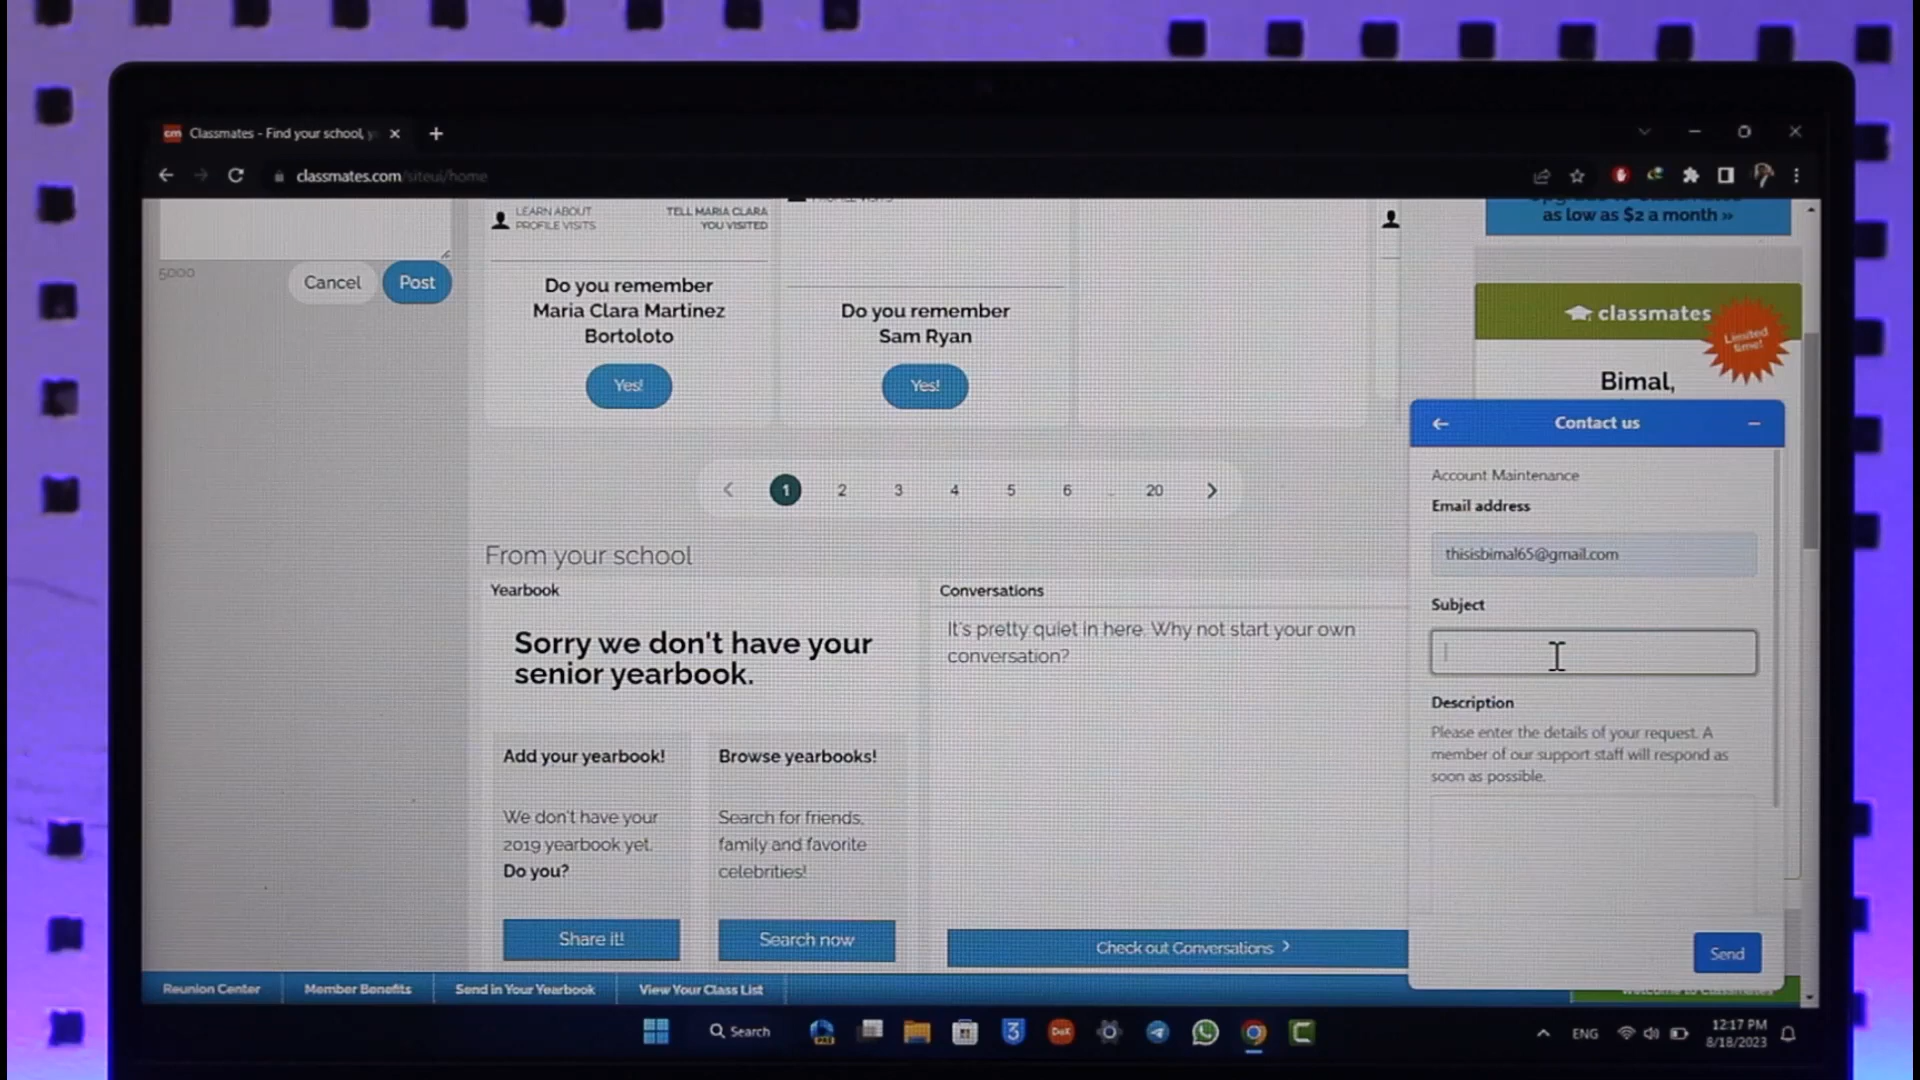 cm Classmates - Find your school, y
classmates.com/siteui/home
LEARN ABOUT
PROFILE VISITS
TELL MARIA CLARA
YOU VISITED
as low as $2 a month »
5000
Cancel
Post
Do you remember
Maria Clara Martinez
Bortoloto
Yes!
Do you remember
Sam Ryan
Yes!
classmates
Limited
time!
Bimal,
1 2 3 4 5 6 .. 20
From your school
Yearbook
Sorry we don't have your
senior yearbook.
Add your yearbook!
We don't have your
2019 yearbook yet.
Do you?
Share it!
Browse yearbooks!
Search for friends,
family and favorite
celebrities!
Search now
Conversations
It's pretty quiet in here. Why not start your own
conversation?
Check out Conversations
Contact us
Account Maintenance
Email address
thisisbimal65@gmail.com
Subject
Description
Please enter the details of your request. A
member of our support staff will respond as
soon as possible.
Send
Reunion Center
Member Benefits
Send in Your Yearbook
View Your Class List
Search
ENG
12:17 PM
8/18/2023